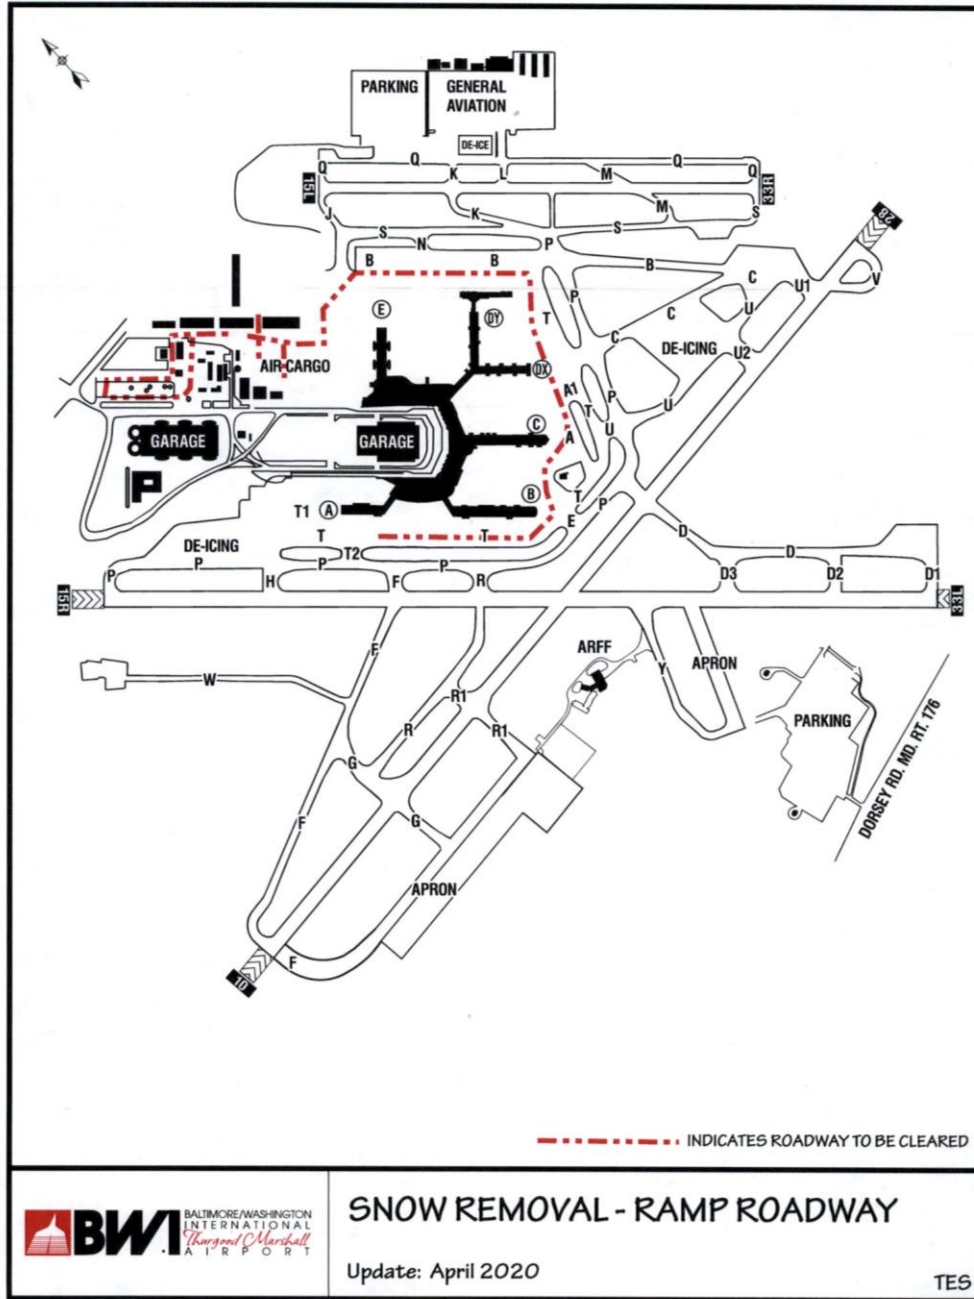 PARKING
GENERAL
AVIATION
DE-ICE
Q
Q
Q
Q
K
L
M
15L
33R
28
J
K
M
S
S
N
P
S
B
B
B
C
U1
V
E
DY
T
P
C
U
C
DE-ICING
U2
AIR CARGO
DX
A1
T
P
U
U
C
A
GARAGE
GARAGE
P
B
T
P
T1
A
E
T
T
D
DE-ICING
T2
D
P
P
P
P
H
F
R
D3
D2
D1
15R
33L
F
ARFF
Y
APRON
W
R1
R
R1
PARKING
DORSEY RD. MD. RT. 176
G
F
G
APRON
F
10
INDICATES ROADWAY TO BE CLEARED
BWI
BALTIMORE/WASHINGTON
INTERNATIONAL
Thurgood Marshall
AIRPORT
SNOW REMOVAL - RAMP ROADWAY
Update: April 2020
TES